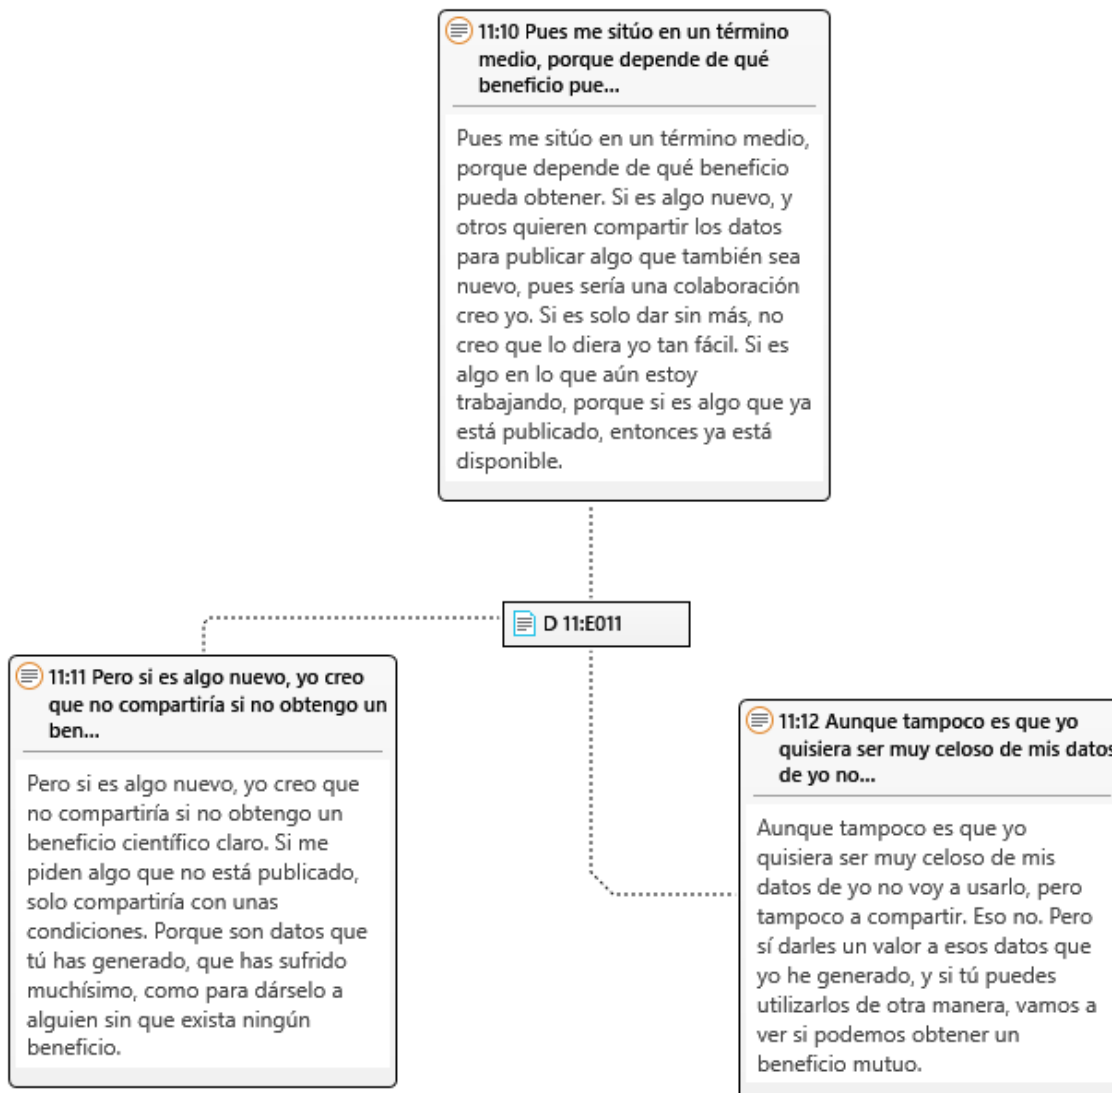 11:10 Pues me sitúo en un término
medio, porque depende de qué
beneficio pue...
Pues me sitúo en un término medio,
porque depende de qué beneficio
pueda obtener. Si es algo nuevo, y
otros quieren compartir los datos
para publicar algo que también sea
nuevo, pues sería una colaboración
creo yo. Si es solo dar sin más, no
creo que lo diera yo tan fácil. Si es
algo en lo que aún estoy
trabajando, porque si es algo que ya
está publicado, entonces ya está
disponible.
D 11:E011
11:11 Pero si es algo nuevo, yo creo
que no compartiría si no obtengo un
ben...
Pero si es algo nuevo, yo creo que
no compartiría si no obtengo un
beneficio científico claro. Si me
piden algo que no está publicado,
solo compartiría con unas
condiciones. Porque son datos que
tú has generado, que has sufrido
muchísimo, como para dárselo a
alguien sin que exista ningún
beneficio.
11:12 Aunque tampoco es que yo
quisiera ser muy celoso de mis datos
de yo no...
Aunque tampoco es que yo
quisiera ser muy celoso de mis
datos de yo no voy a usarlo, pero
tampoco a compartir. Eso no. Pero
sí darles un valor a esos datos que
yo he generado, y si tú puedes
utilizarlos de otra manera, vamos a
ver si podemos obtener un
beneficio mutuo.